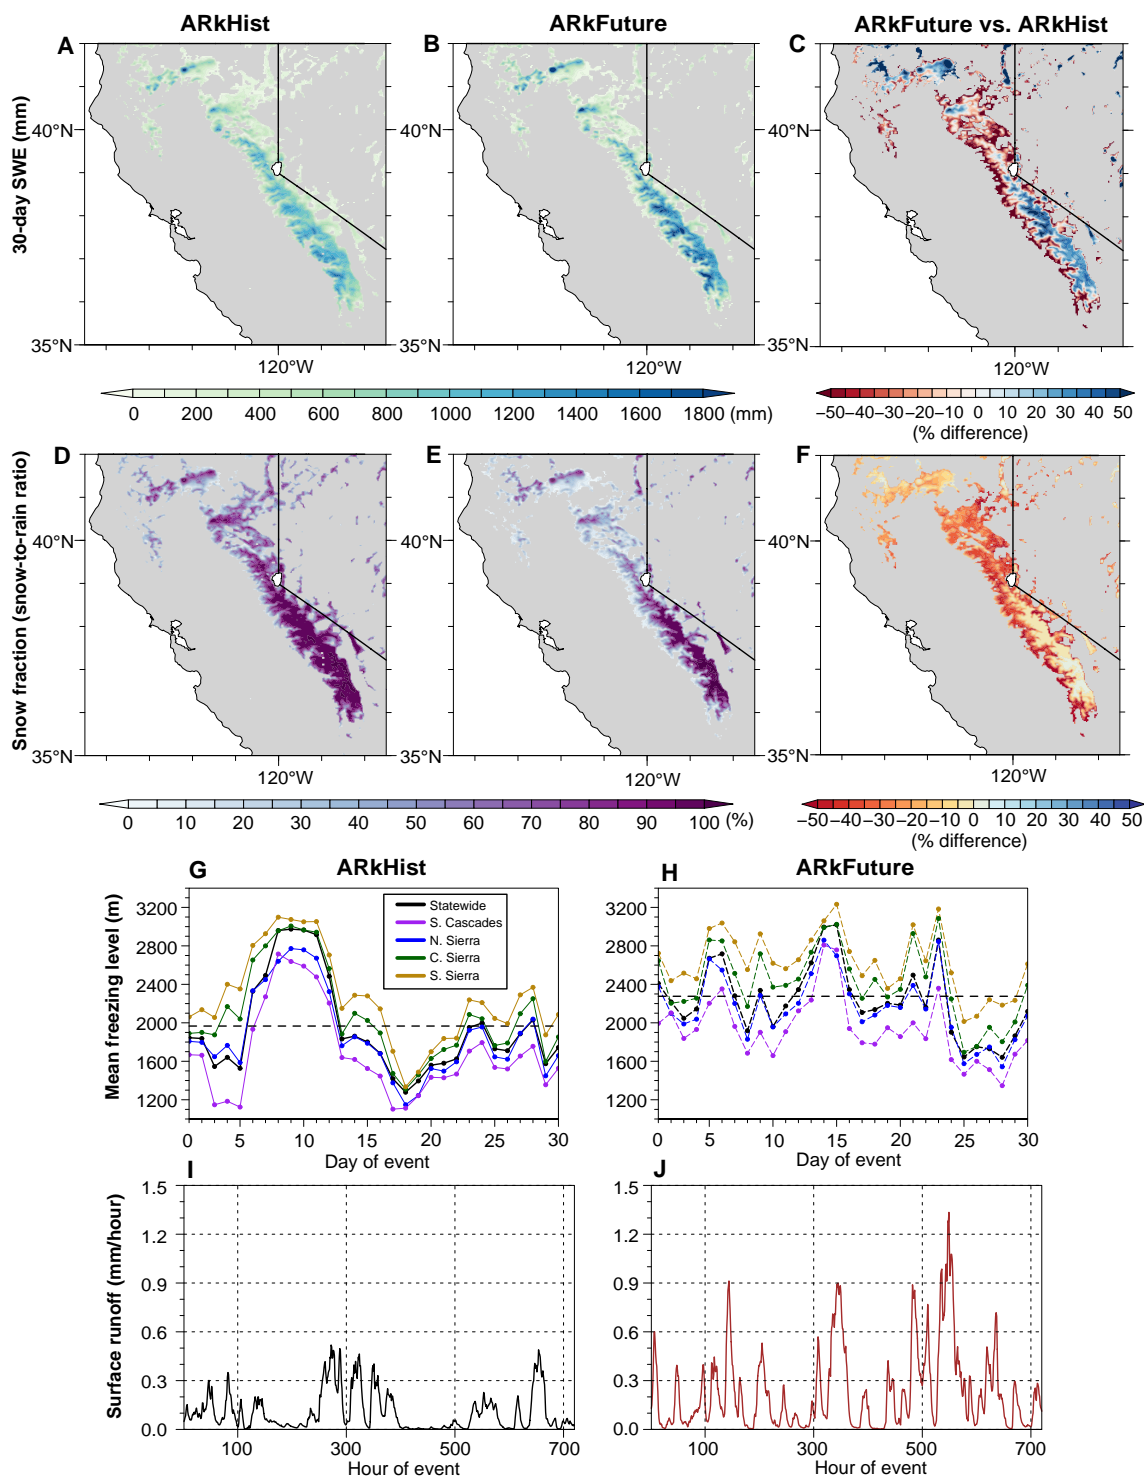 ARkHist
ARkFuture
ARkFuture vs. ARkHist
A
B
C
30-day SWE (mm)
40°N
35°N
120°W
40°N
35°N
120°W
120°W
0 200 400 600 800 1000 1200 1400 1600 1800 (mm)
−50 −40 −30 −20 −10 0 10 20 30 40 50
(% difference)
D
E
F
Snow fraction (snow-to-rain ratio)
40°N
35°N
120°W
40°N
35°N
120°W
120°W
0 10 20 30 40 50 60 70 80 90 100 (%)
−50 −40 −30 −20 −10 0 10 20 30 40 50
(% difference)
G
ARkHist
H
ARkFuture
Mean freezing level (m)
3200
2800
2400
2000
1600
1200
Statewide
S. Cascades
N. Sierra
C. Sierra
S. Sierra
0 5 10 15 20 25 30
Day of event
3200
2800
2400
2000
1600
1200
0 5 10 15 20 25 30
Day of event
I
J
Surface runoff (mm/hour)
1.5
1.2
0.9
0.6
0.3
0.0
100 300 500 700
Hour of event
1.5
1.2
0.9
0.6
0.3
0.0
100 300 500 700
Hour of event